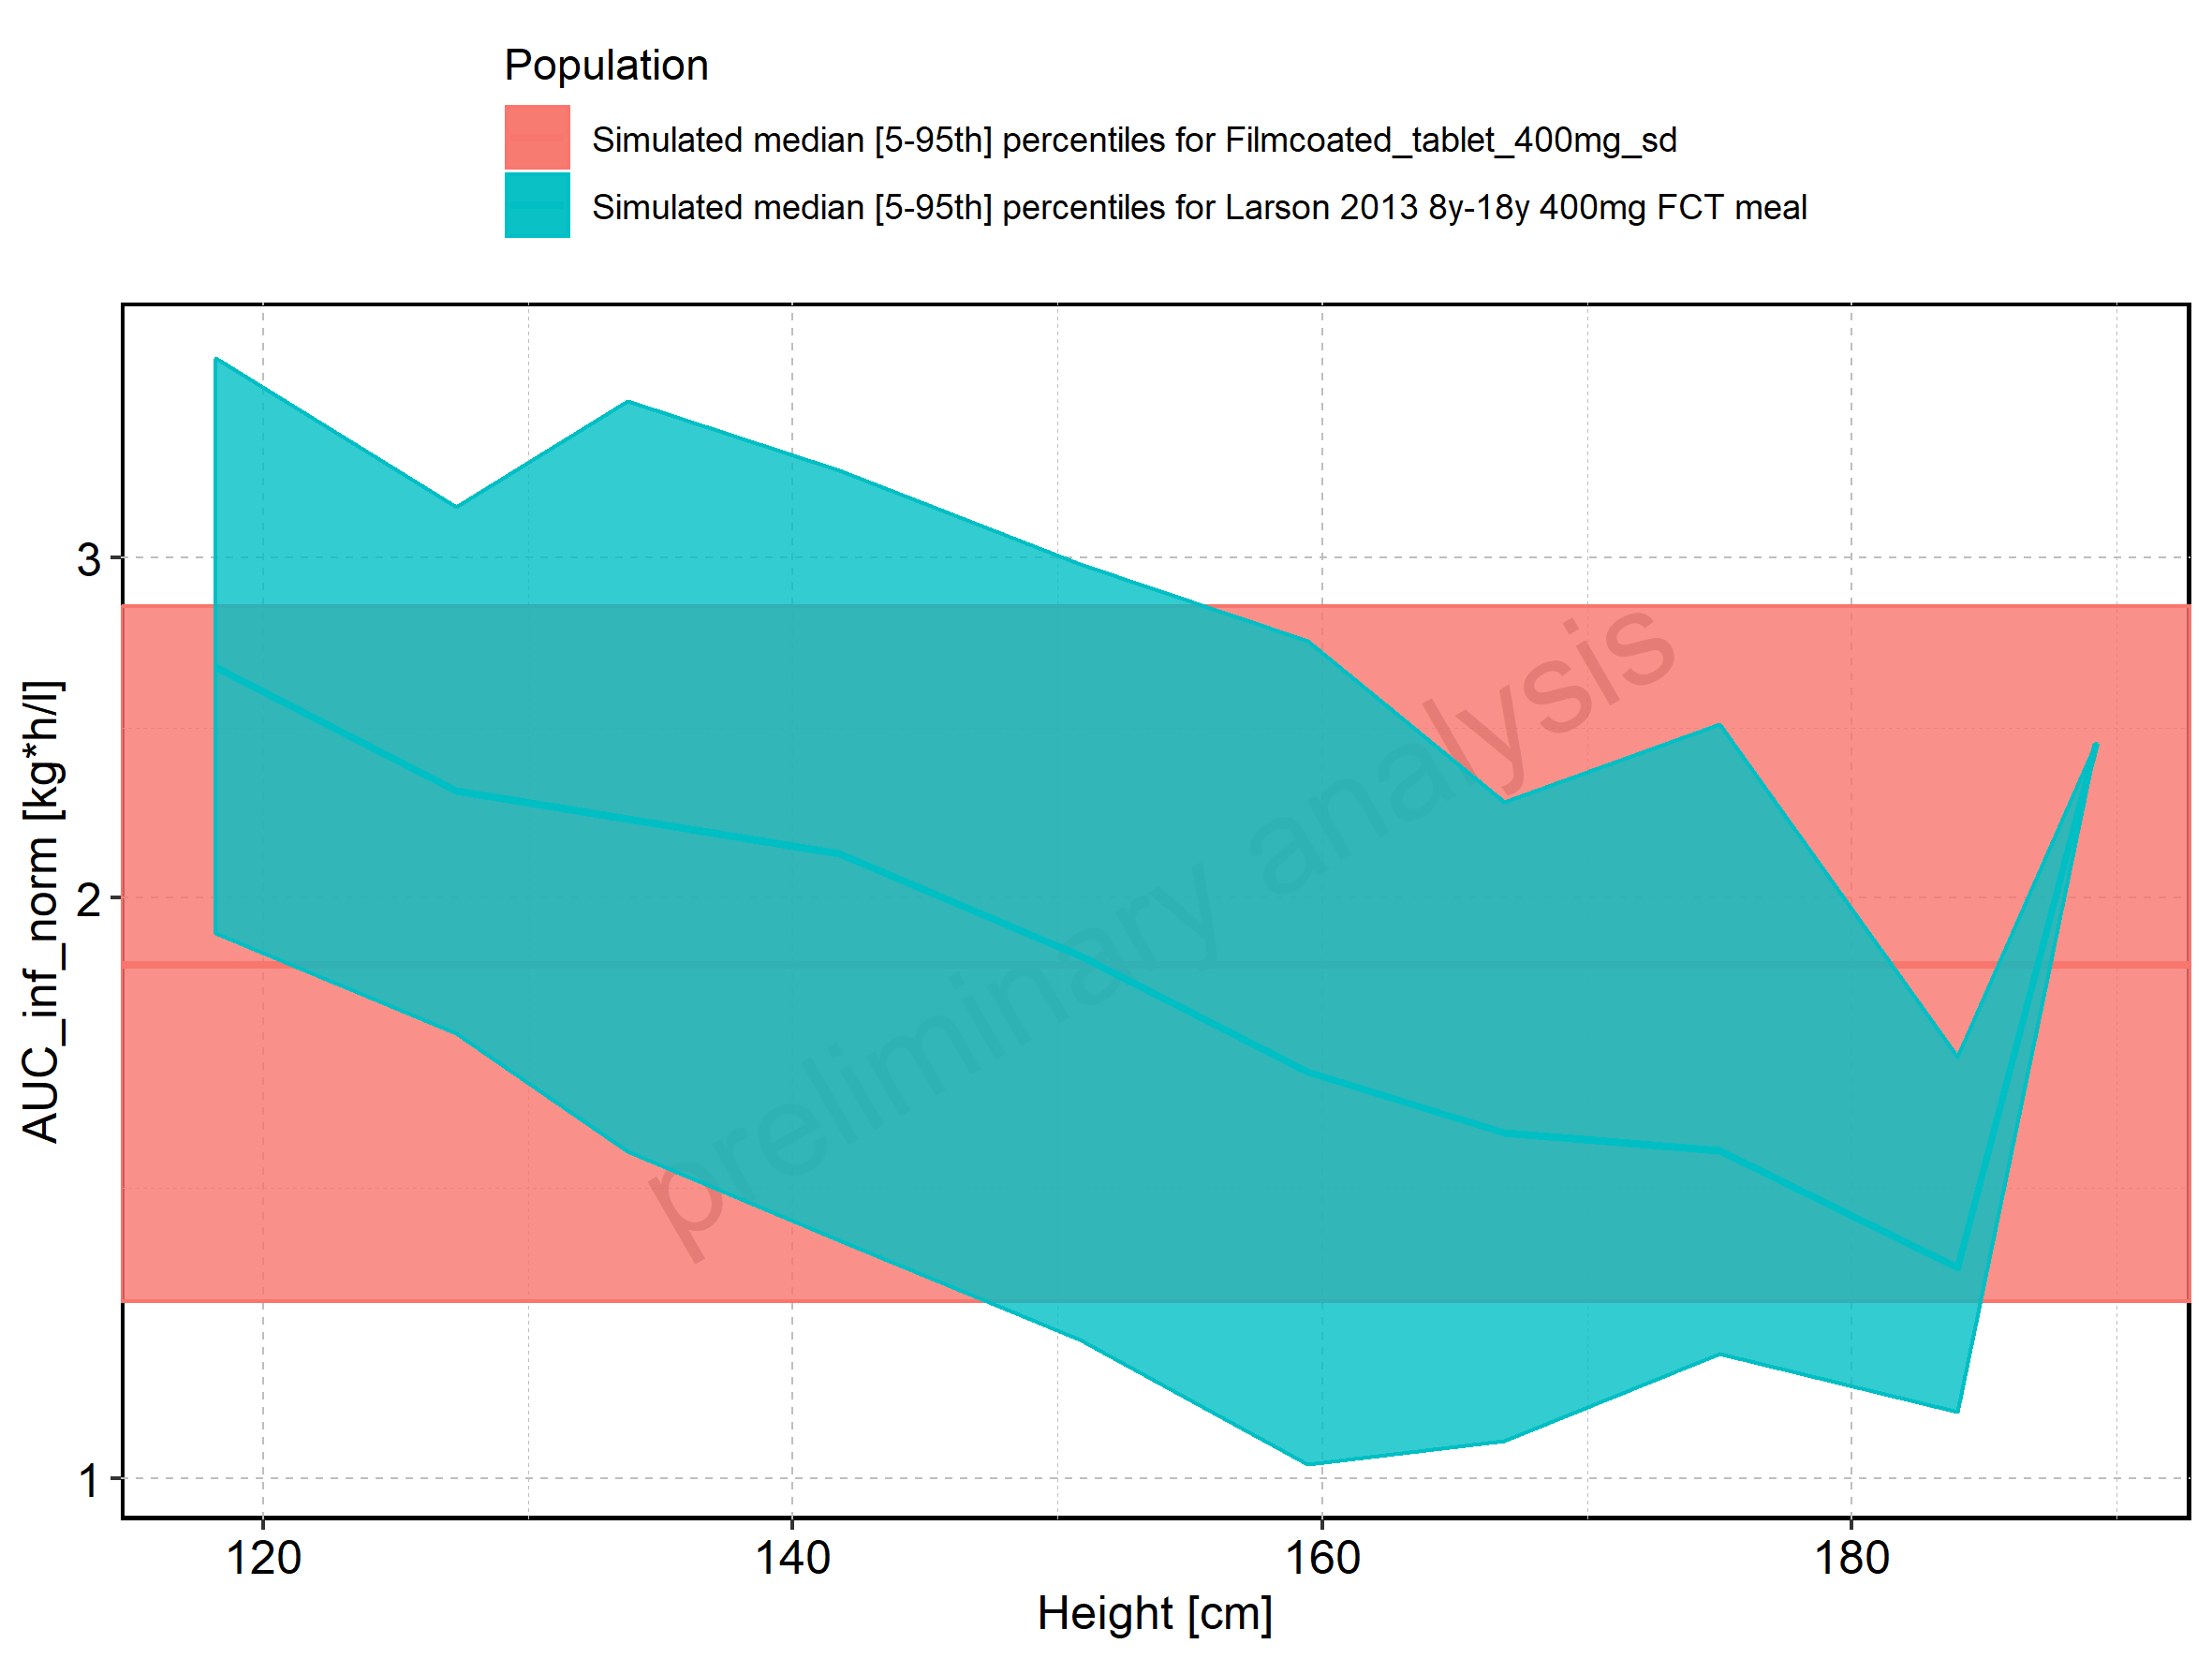 Population
Simulated median [5-95th] percentiles for Filmcoated_tablet_400mg_sd
Simulated median [5-95th] percentiles for Larson 2013 8y-18y 400mg FCT meal
AUC_inf_norm [kg*h/l]
3
2
1
preliminary analysis
120 140 160 180
Height [cm]